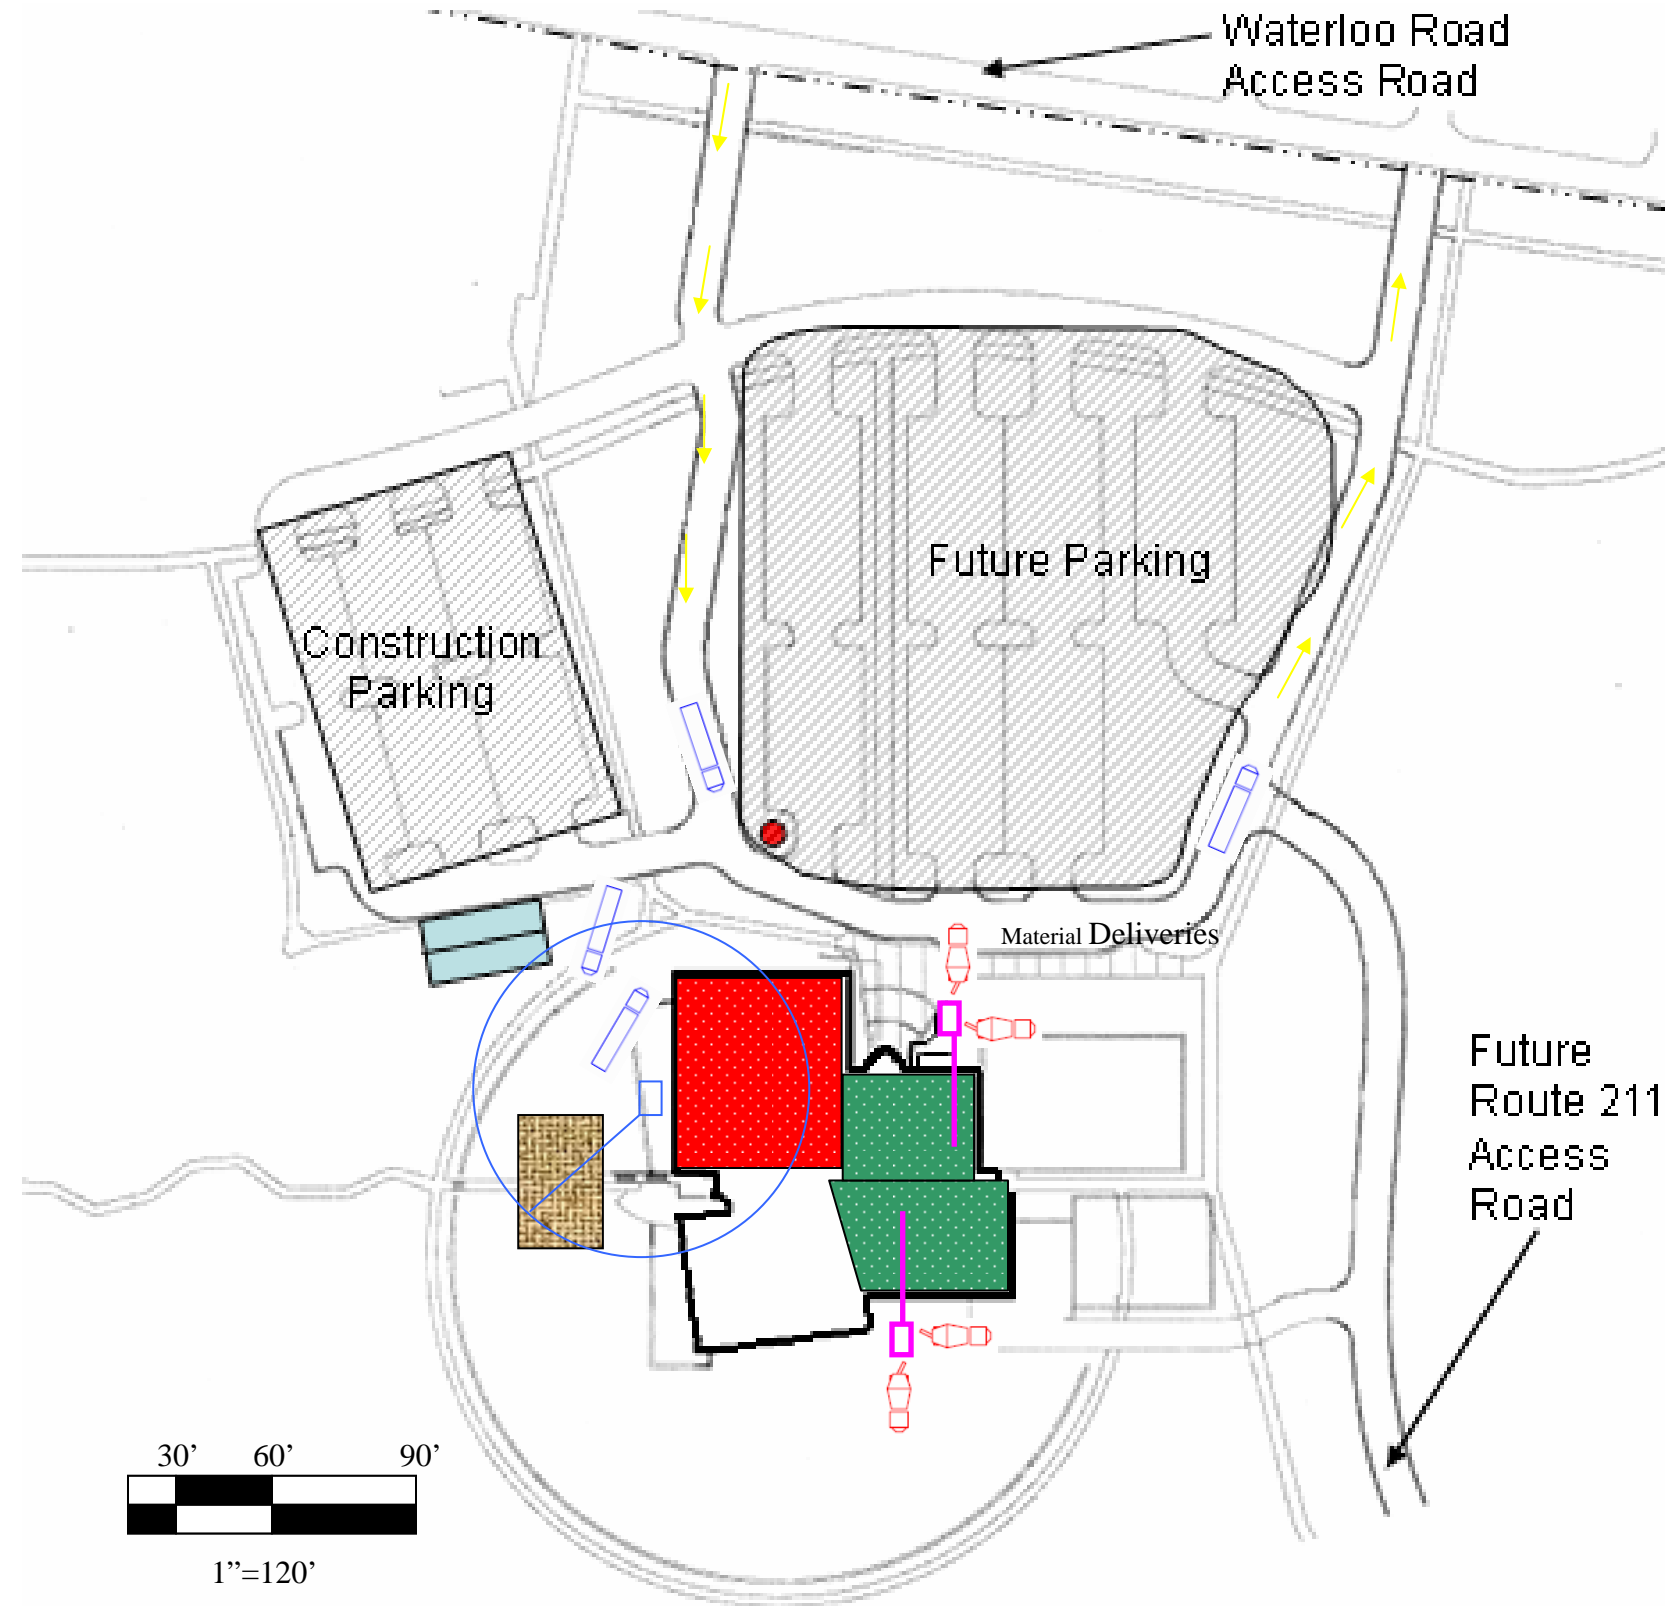 Waterloo Road
Access Road
Future Parking
Construction
Parking
Material Deliveries
Future
Route 211
Access
Road
30’ 60’ 90’
1”=120’